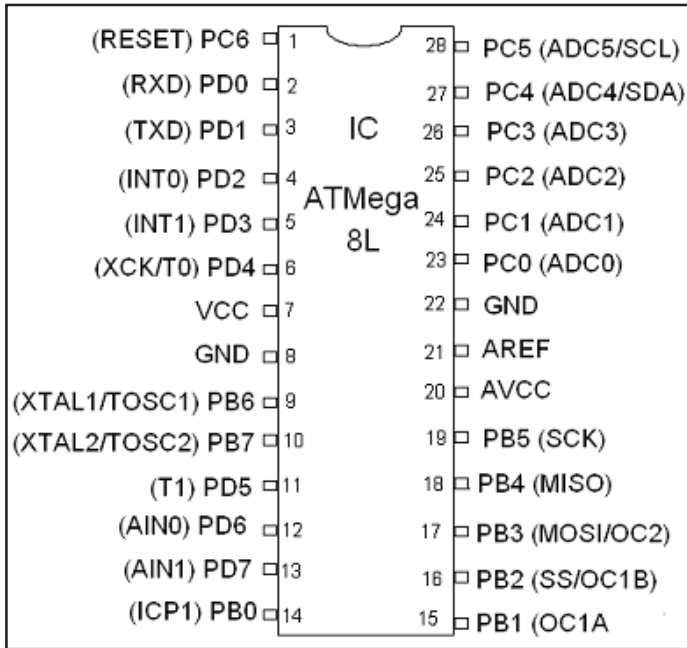 (RESET) PC6 1
(RXD) PD0 2
(TXD) PD1 3
(INT0) PD2 4
(INT1) PD3 5
(XCK/T0) PD4 6
VCC 7
GND 8
(XTAL1/TOSC1) PB6 9
(XTAL2/TOSC2) PB7 10
(T1) PD5 11
(AIN0) PD6 12
(AIN1) PD7 13
(ICP1) PB0 14
IC
ATMega
8L
28 PC5 (ADC5/SCL)
27 PC4 (ADC4/SDA)
26 PC3 (ADC3)
25 PC2 (ADC2)
24 PC1 (ADC1)
23 PC0 (ADC0)
22 GND
21 AREF
20 AVCC
19 PB5 (SCK)
18 PB4 (MISO)
17 PB3 (MOSI/OC2)
16 PB2 (SS/OC1B)
15 PB1 (OC1A